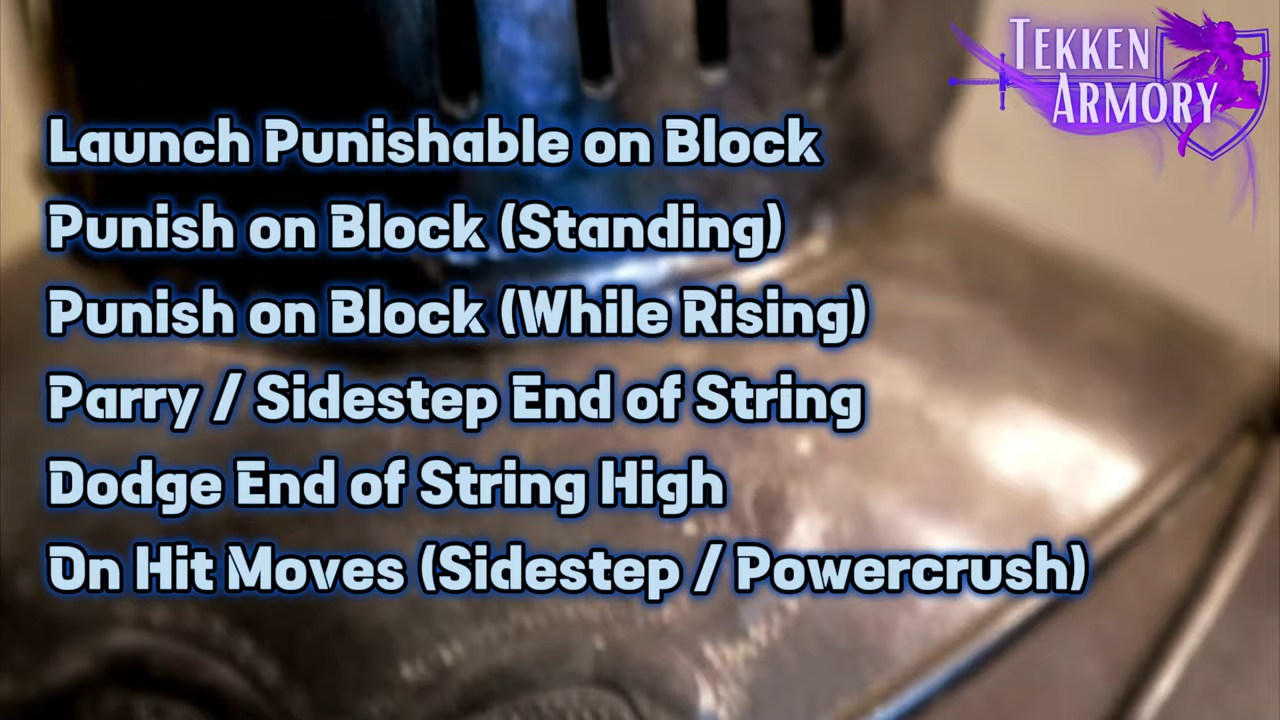 Tekken
Armory
Launch Punishable on Block
Punish on Block (Standing)
Punish on Block (While Rising)
Parry / Sidestep End of String
Dodge End of String High
On Hit Moves (Sidestep / Powercrush)